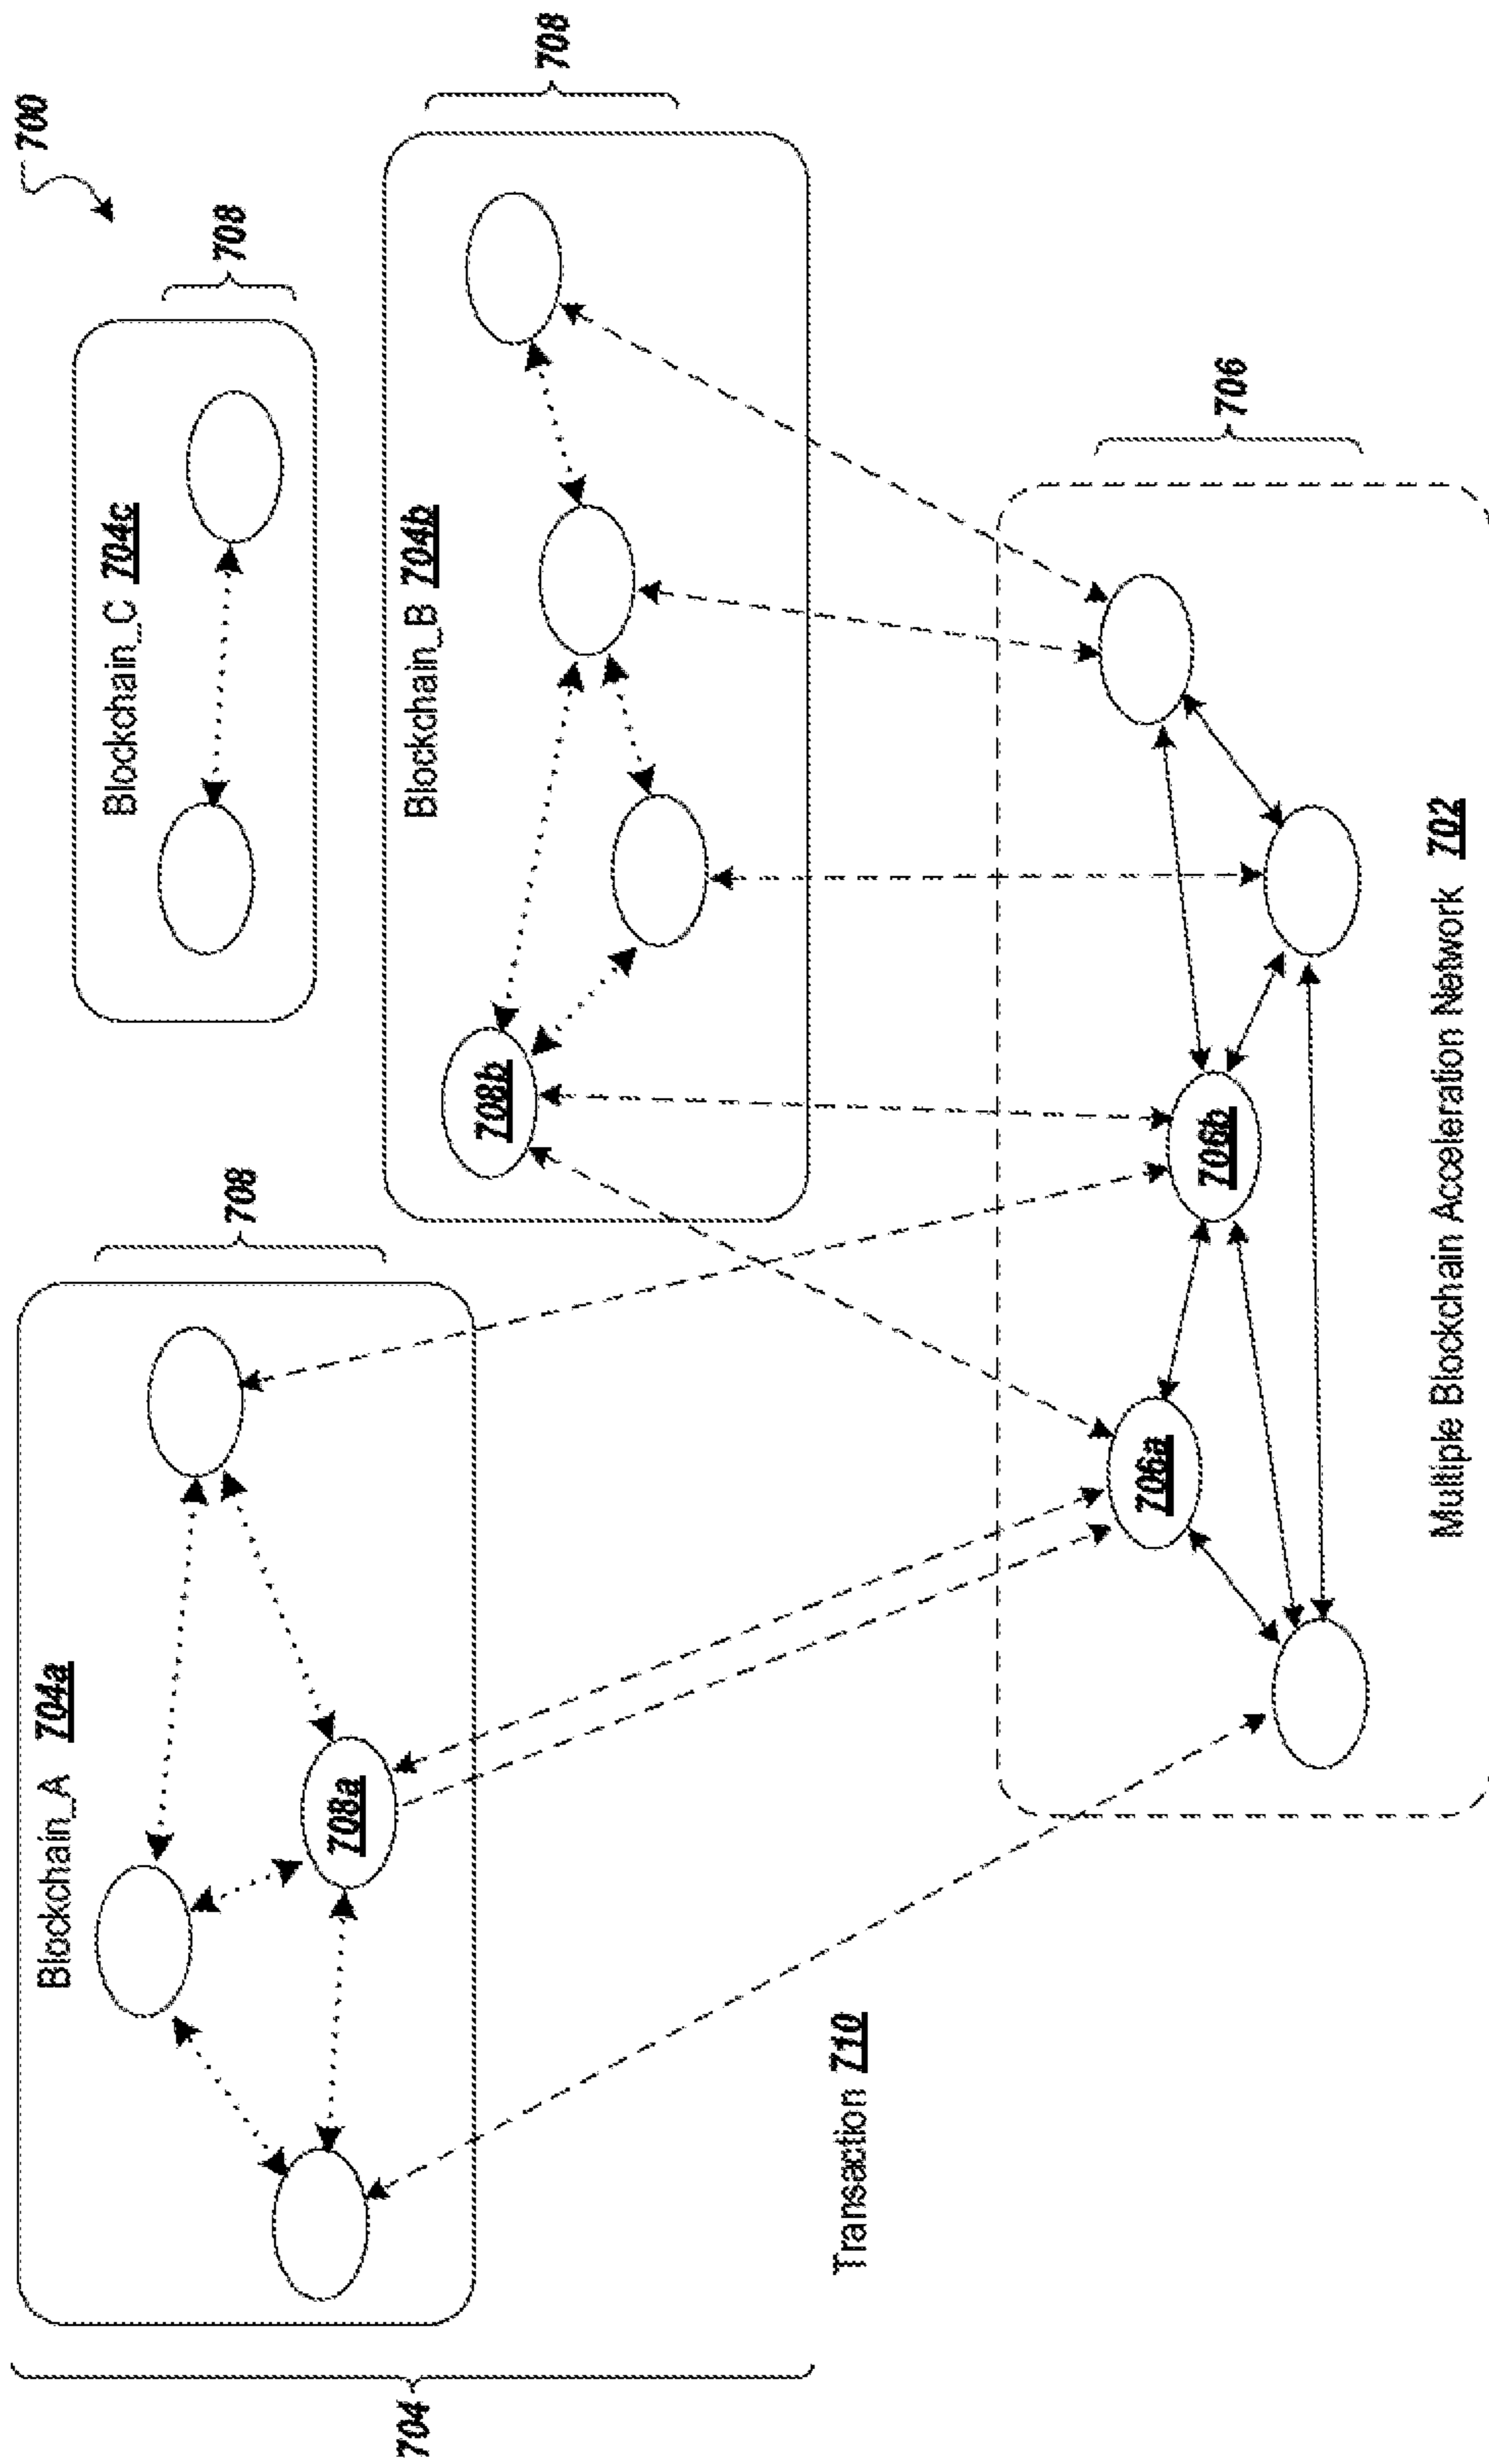 700
Blockchain_A 704a
708
708a
Blockchain_C 704c
708
Blockchain_B 704b
708
708b
704
Transaction 710
706
706a
706b
Multiple Blockchain Acceleration Network 702